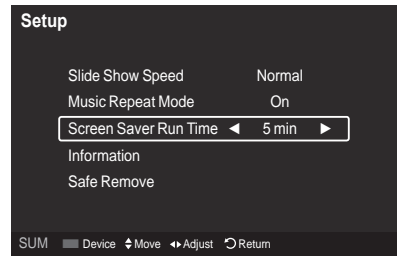 Setup
Slide Show Speed Normal
Music Repeat Mode On
Screen Saver Run Time ◀ 5 min ▶
Information
Safe Remove
SUM Device Move Adjust Return